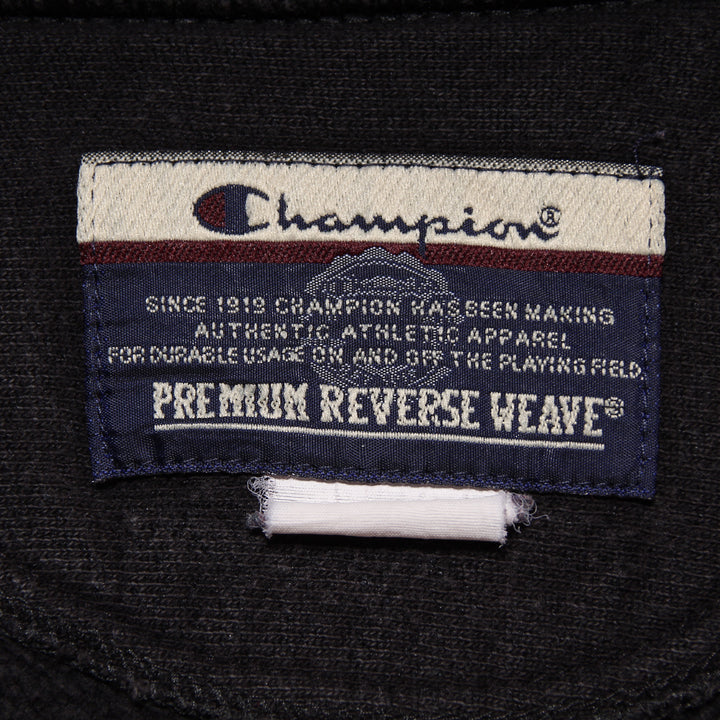 Champion®
SINCE 1919 CHAMPION HAS BEEN MAKING
AUTHENTIC ATHLETIC APPAREL
FOR DURABLE USAGE ON, AND OFF THE PLAYING FIELD.
PREMIUM REVERSE WEAVE®